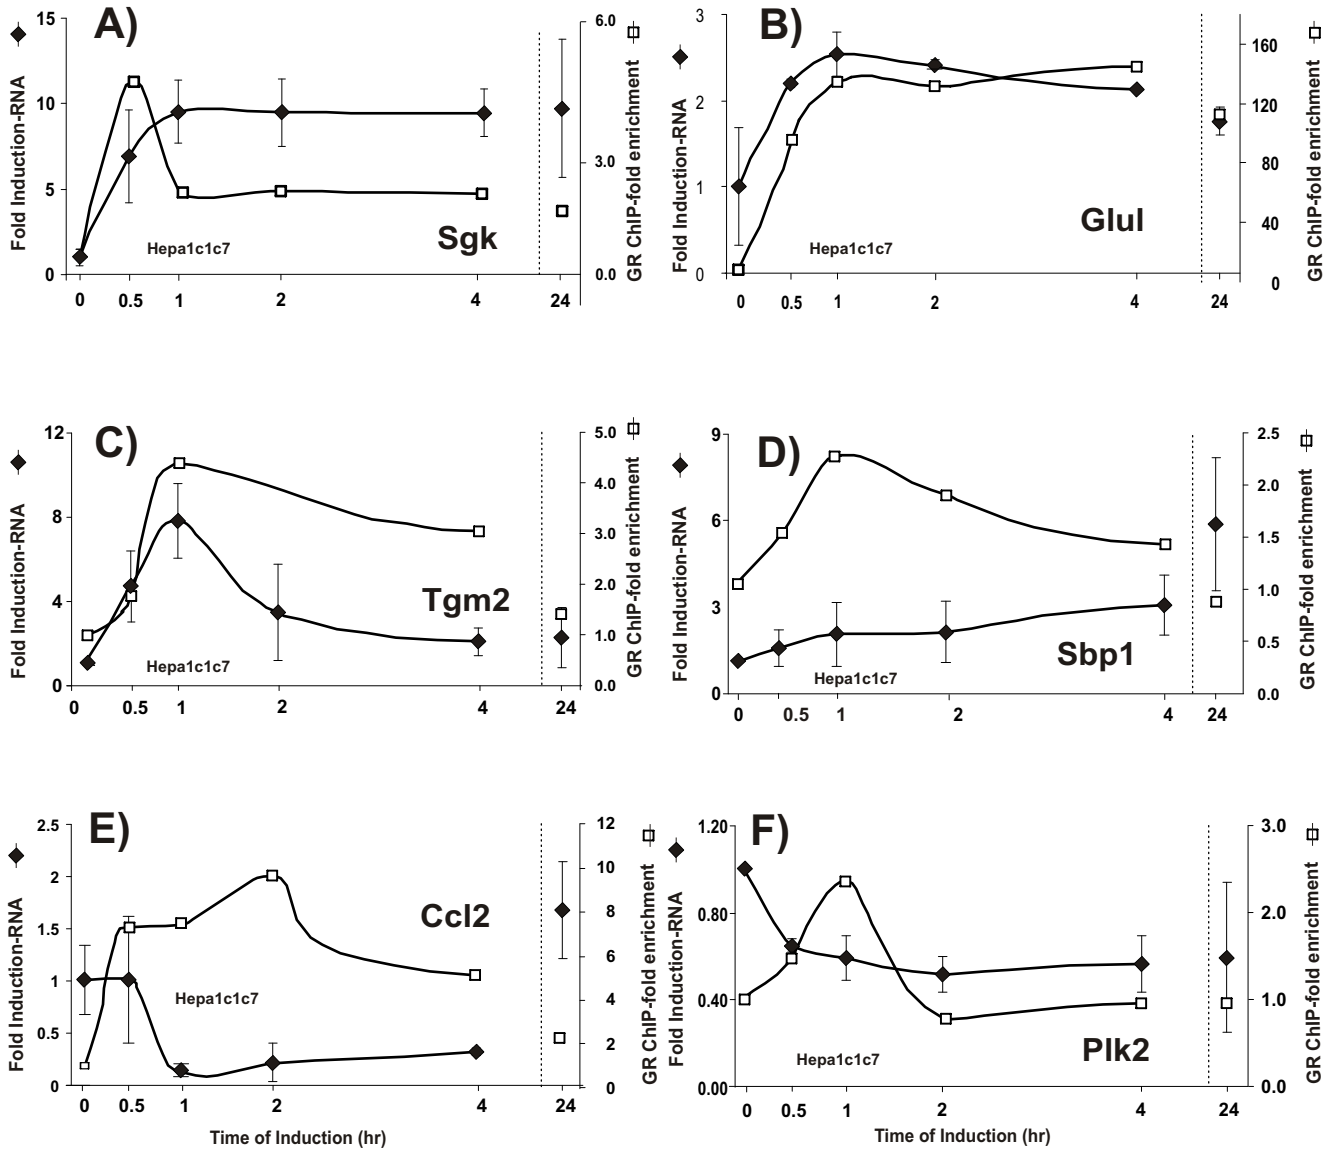 A)
Fold Induction-RNA
15
10
5
0
6.0
3.0
0.0
GR ChIP-fold enrichment
Hepa1c1c7
Sgk
0 0.5 1 2 4 24
B)
Fold Induction-RNA
3
2
1
0
160
120
80
40
0
GR ChIP-fold enrichment
Hepa1c1c7
Glul
0 0.5 1 2 4 24
C)
Fold Induction-RNA
12
8
4
0
5.0
4.0
3.0
2.0
1.0
0.0
GR ChIP-fold enrichment
Tgm2
Hepa1c1c7
0 0.5 1 2 4 24
D)
Fold Induction-RNA
9
6
3
0
2.5
2.0
1.5
1.0
0.5
0.0
GR ChIP-fold enrichment
Sbp1
Hepa1c1c7
0 0.5 1 2 4 24
E)
Fold Induction-RNA
2.5
2
1.5
1
0.5
0
12
10
8
6
4
2
0
GR ChIP-fold enrichment
Ccl2
Hepa1c1c7
0 0.5 1 2 4 24
Time of Induction (hr)
F)
Fold Induction-RNA
1.20
0.80
0.40
0.00
3.0
2.0
1.0
0.0
GR ChIP-fold enrichment
Hepa1c1c7
Plk2
0 0.5 1 2 4 24
Time of Induction (hr)